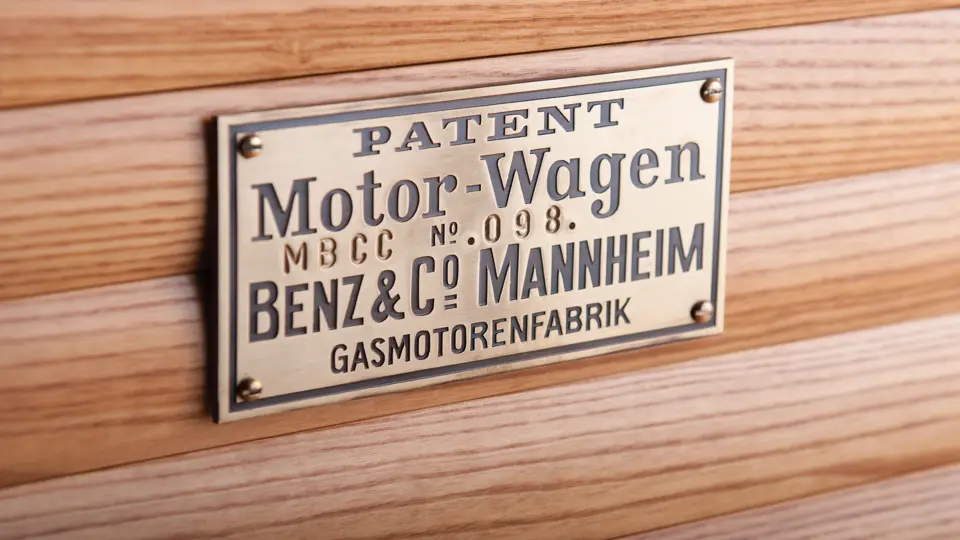 PATENT
Motor-Wagen
MBCC Nº.098.
BENZ&Cº MANNHEIM
GASMOTORENFABRIK